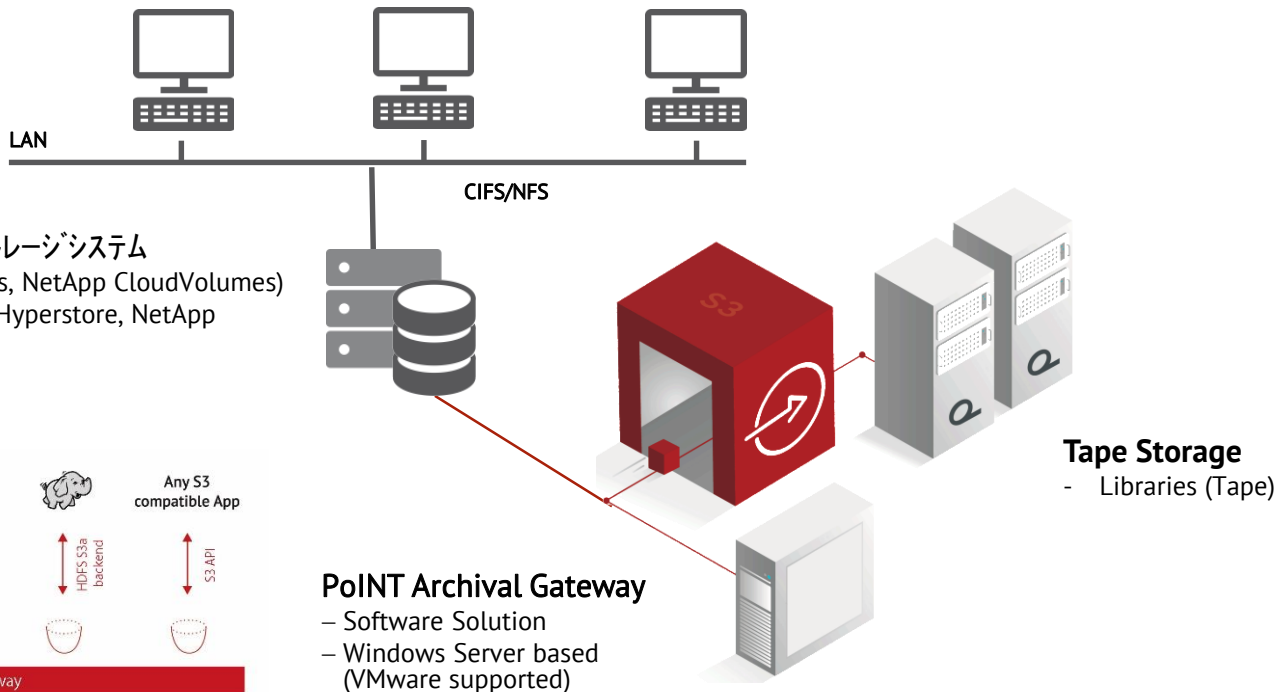 LAN
CIFS/NFS
レージシステム
s, NetApp CloudVolumes)
Hyperstore, NetApp
S3
Tape Storage
- Libraries (Tape)
Any S3
compatible App
HDFS S3a
backend
S3 API
PoINT Archival Gateway
– Software Solution
– Windows Server based
(VMware supported)
way